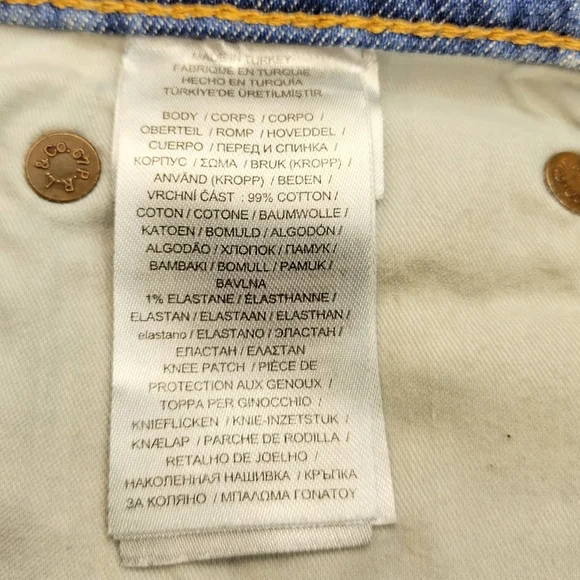 MADE IN TURKEY
FABRIQUÉ EN TURQUIE
HECHO EN TURQUÍA
TÜRKİYE'DE ÜRETİLMİŞTİR
BODY / CORPS / CORPO /
OBERTEIL / ROMP / HOVEDDEL /
CUERPO / ПЕРЕД И СПИНКА /
КОРПУС / ΣΩΜΑ / BRUK (KROPP) /
ANVÄND (KROPP) / BEDEN /
VRCHNÍ ČÁST : 99% COTTON /
COTON / COTONE / BAUMWOLLE /
KATOEN / BOMULD / ALGODÓN /
ALGODÃO / ХЛОПОК / ПАМУК /
BAMBAKI / BOMULL / PAMUK /
BAVLNA
1% ELASTANE / ÉLASTHANNE /
ELASTAN / ELASTAAN / ELASTHAN /
elastano / ELASTANO / ЭЛАСТАН /
ЕЛАСТАН / ΕΛΑΣΤΑΝ
KNEE PATCH / PIÈCE DE
PROTECTION AUX GENOUX /
TOPPA PER GINOCCHIO /
KNIEFLICKEN / KNIE-INZETSTUK /
KNÆLAP / PARCHE DE RODILLA /
RETALHO DE JOELHO /
НАКОЛЕННАЯ НАШИВКА / КРЪПКА
ЗА КОЛЯНО / ΜΠΑΛΩΜΑ ΓΟΝΑΤΟΥ
R.L. & CO.